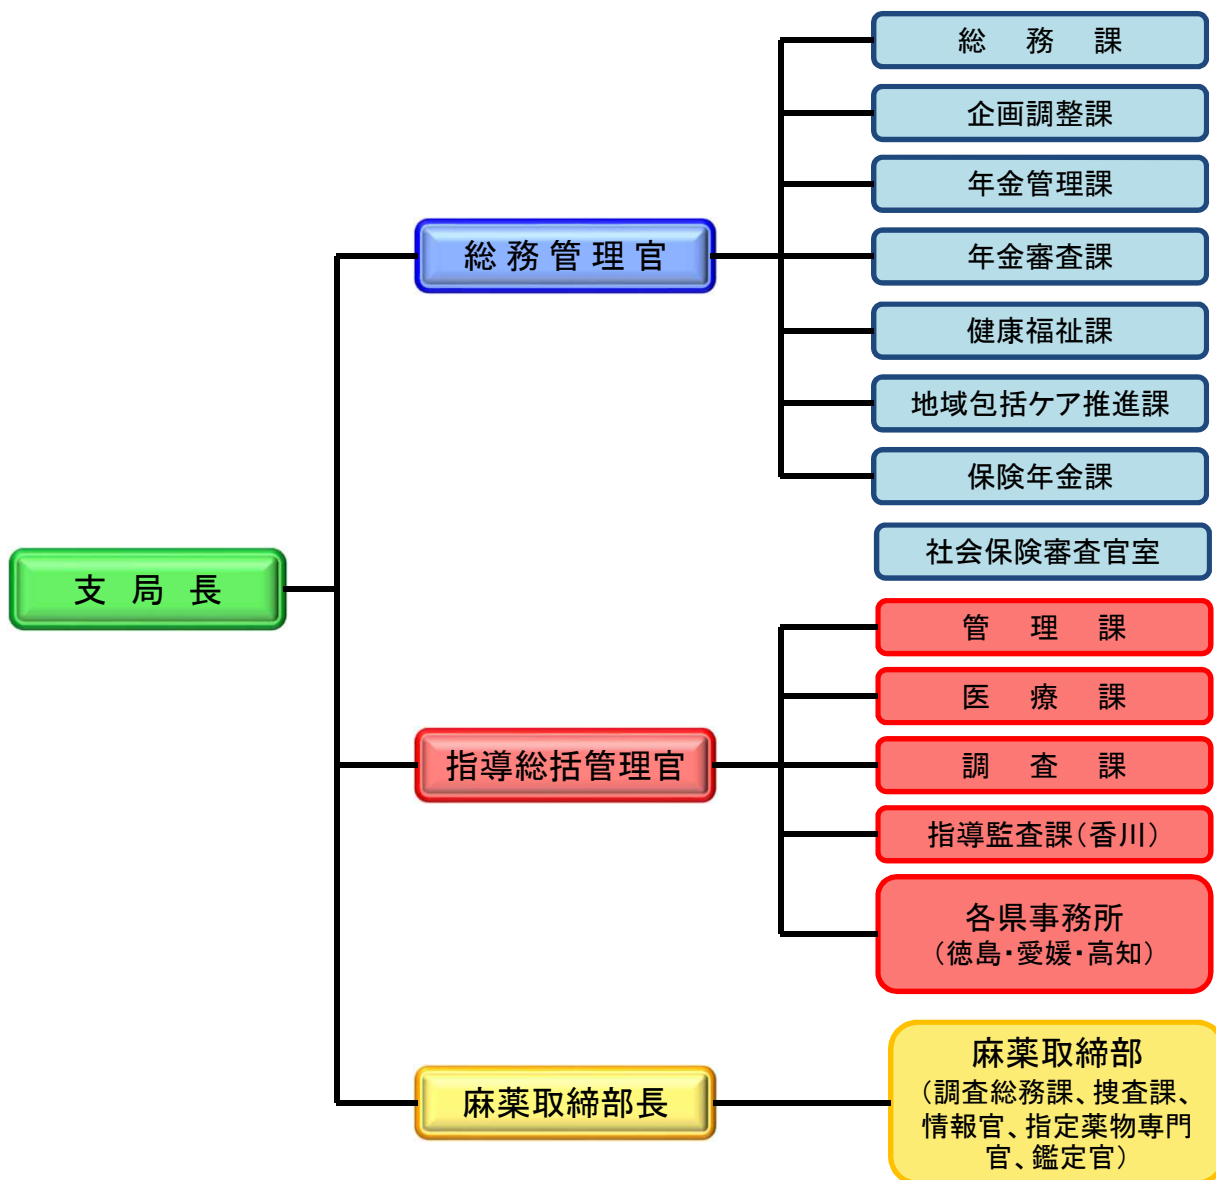 総務課
企画調整課
年金管理課
総務管理官
年金審査課
健康福祉課
地域包括ケア推進課
保険年金課
社会保険審査官室
支局長
管理課
医療課
指導総括管理官
調査課
指導監査課（香川）
各県事務所
（徳島・愛媛・高知）
麻薬取締部長
麻薬取締部
（調査総務課、捜査課、
情報官、指定薬物専門
官、鑑定官）